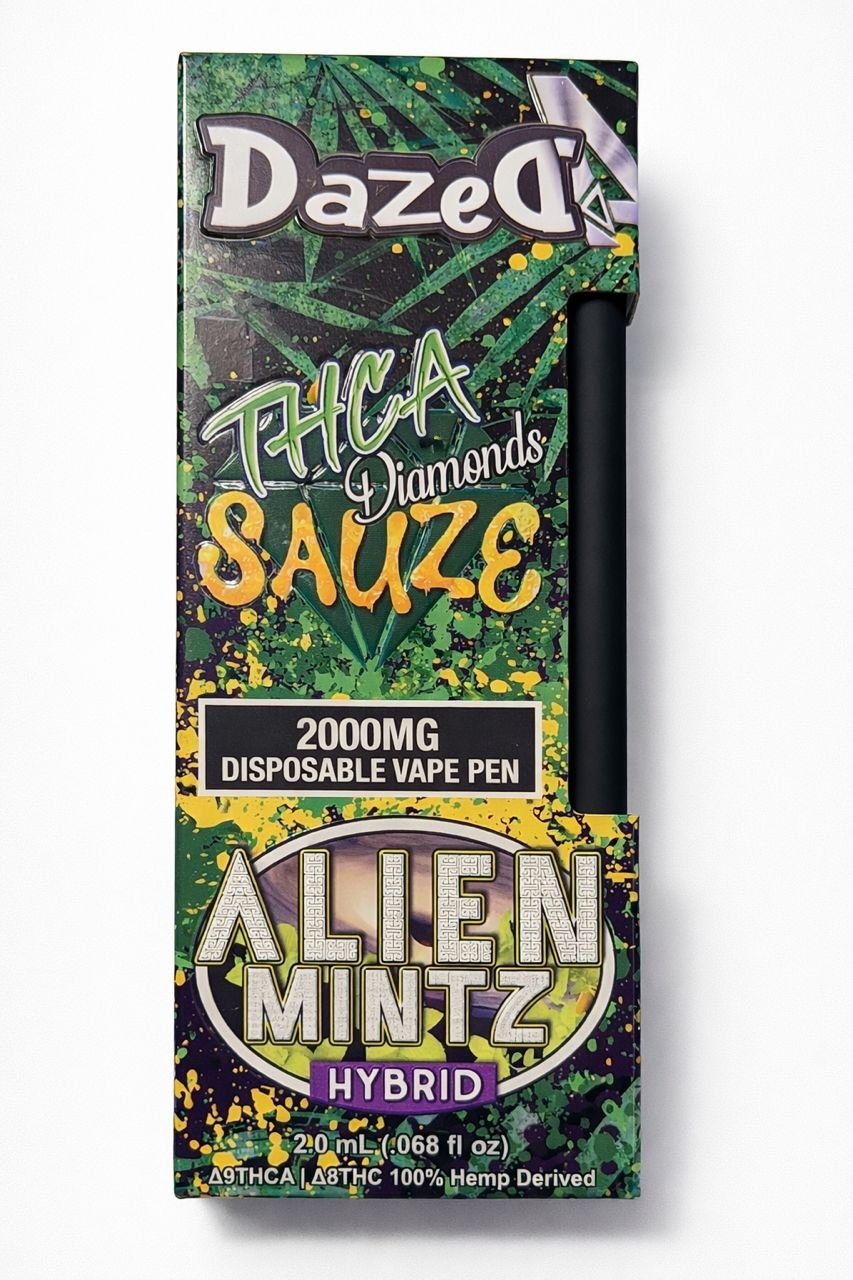 DazeD
THCA
Diamonds
SAUZE
2000MG
DISPOSABLE VAPE PEN
ALIEN
MINTZ
HYBRID
2.0 mL (.068 fl oz)
Δ9THCA | Δ8THC 100% Hemp Derived